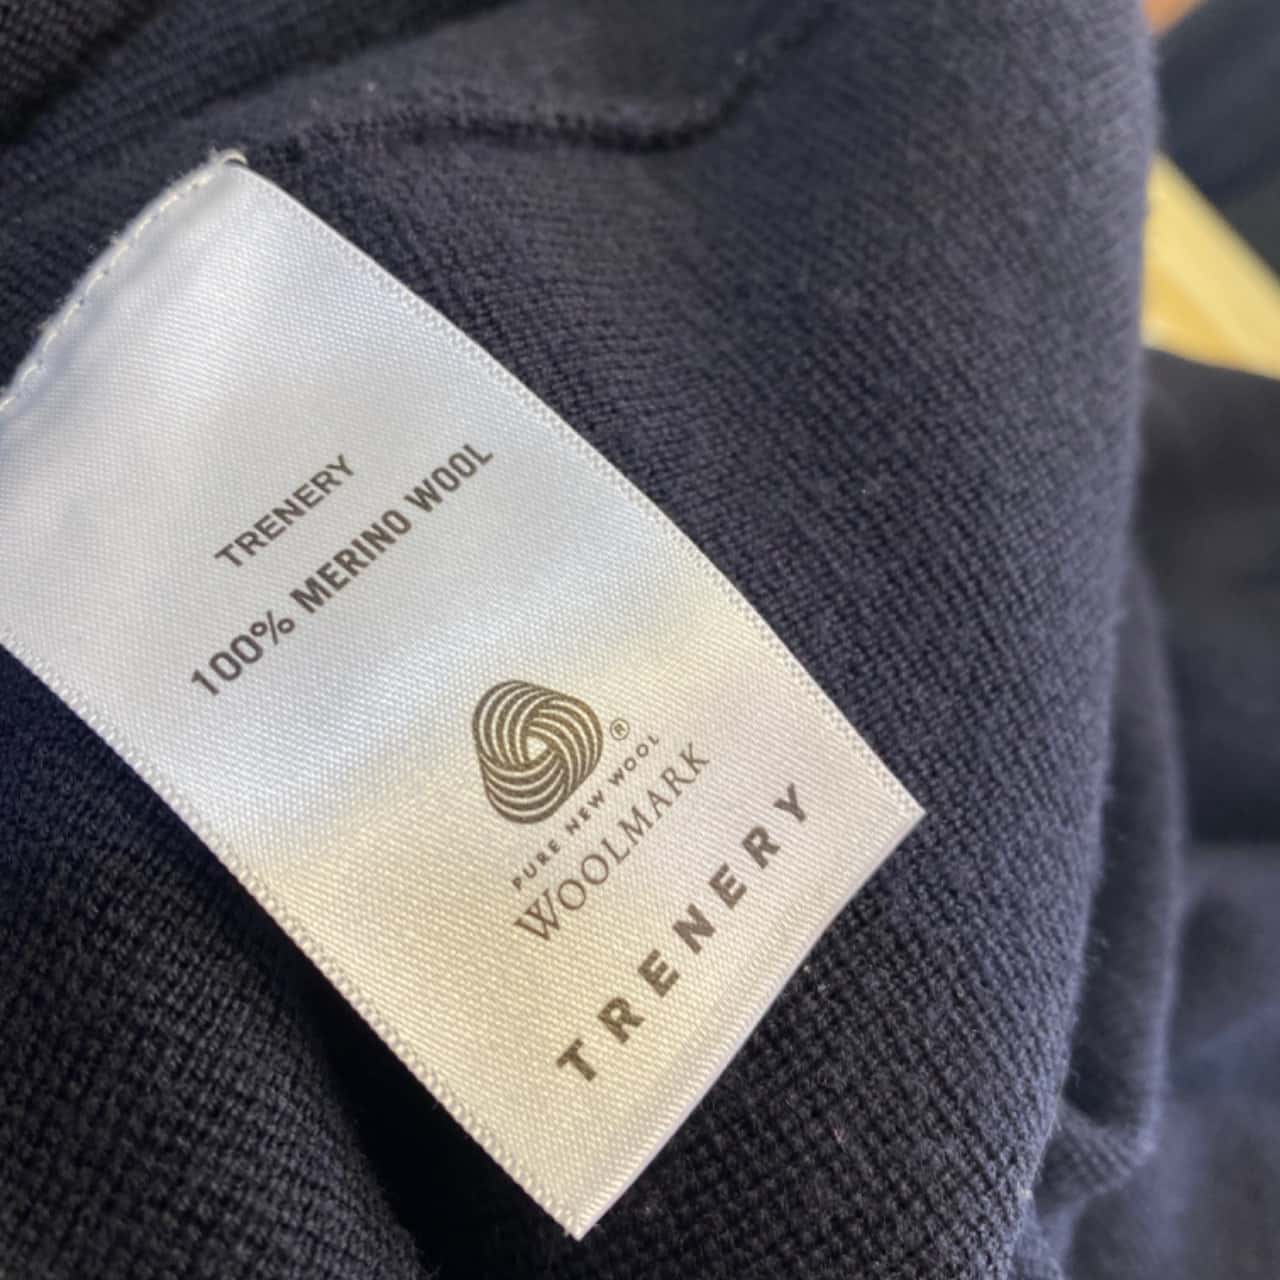 TRENERY
100% MERINO WOOL
®
PURE NEW WOOL
WOOLMARK
TRENERY